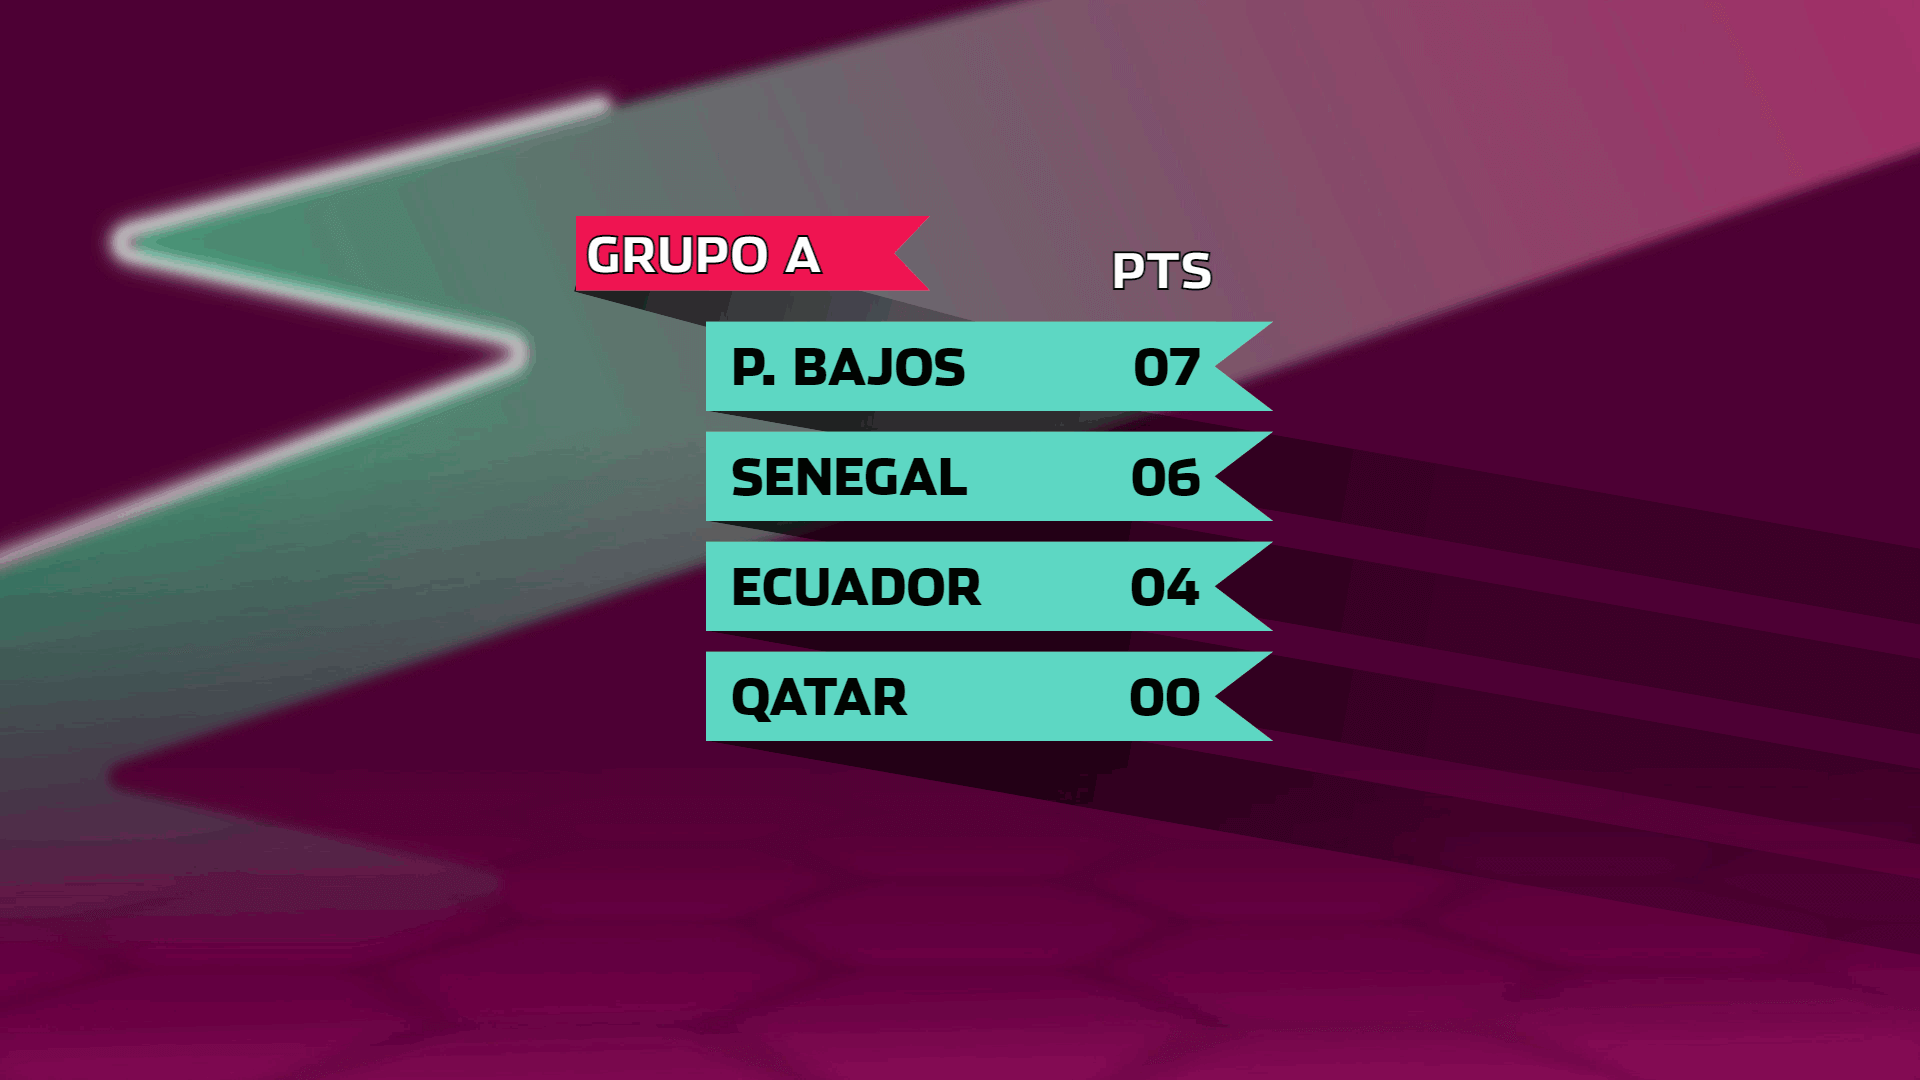 GRUPO A PTS
P. BAJOS 07
SENEGAL 06
ECUADOR 04
QATAR 00